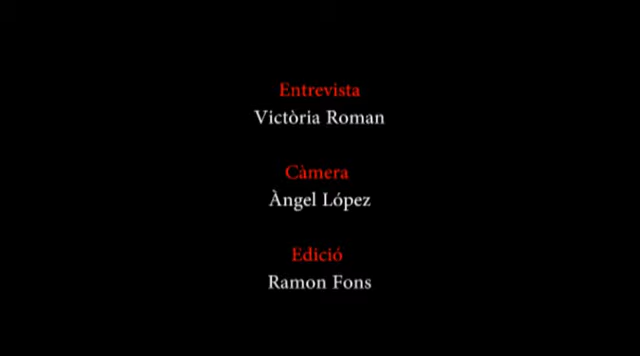 Entrevista
Victòria Roman
Càmera
Àngel López
Edició
Ramon Fons